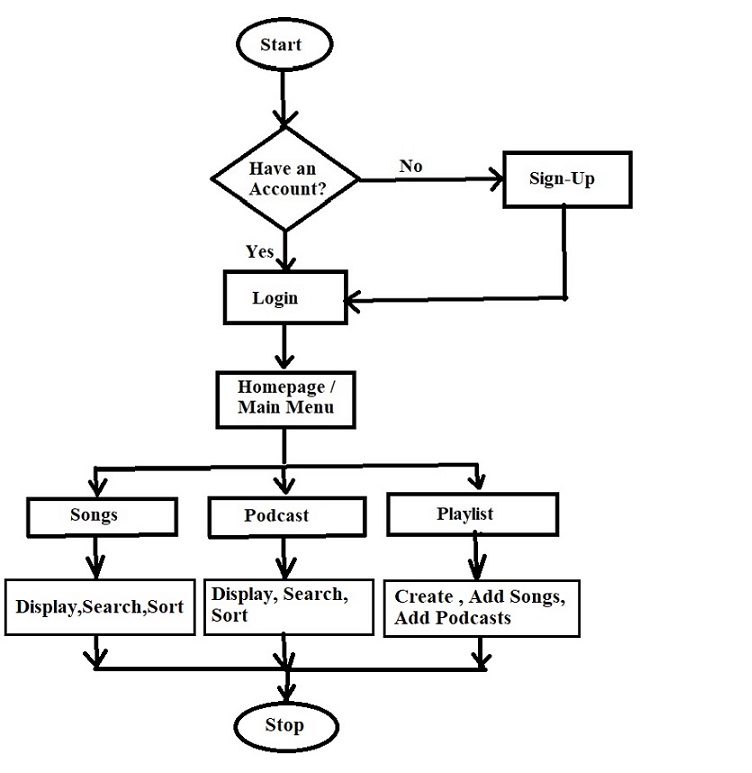 Start
Have an
Account?
No
Sign-Up
Yes
Login
Homepage /
Main Menu
Songs
Podcast
Playlist
Display,Search,Sort
Display, Search,
Sort
Create , Add Songs,
Add Podcasts
Stop